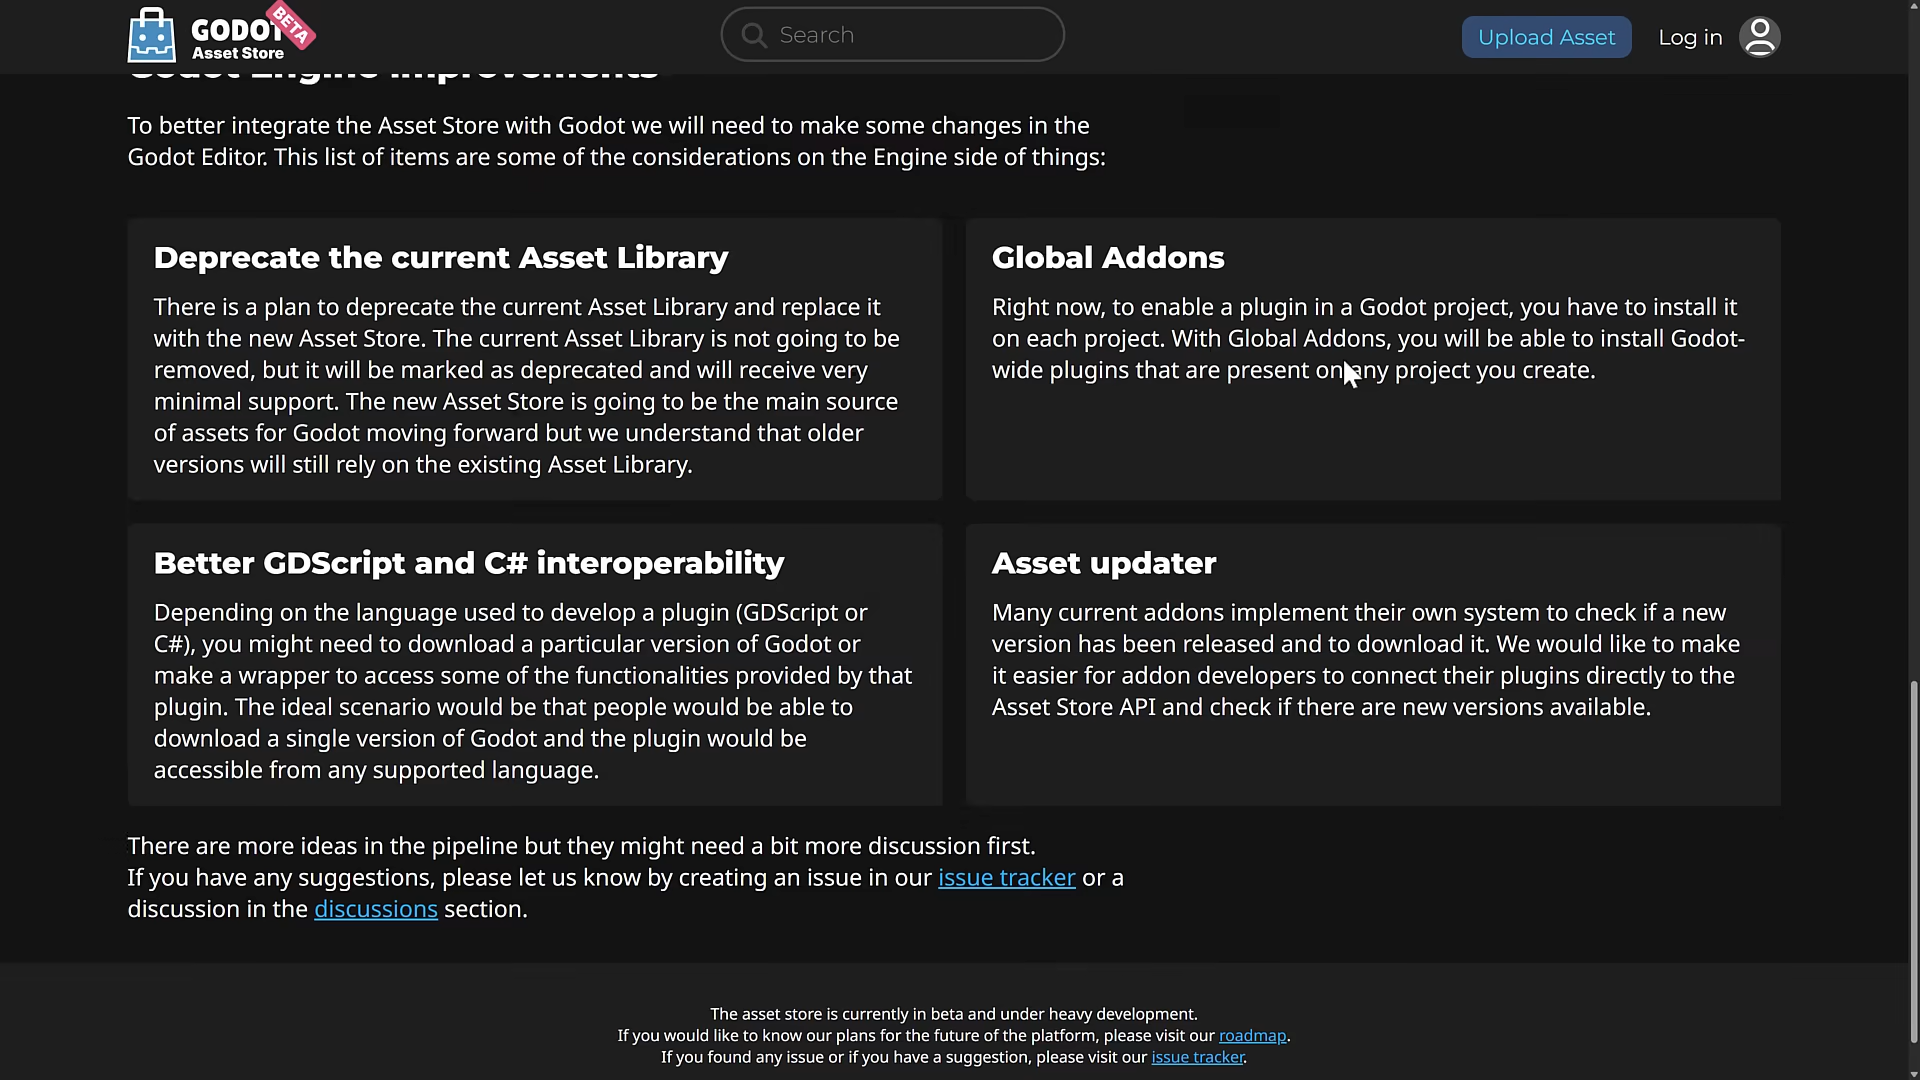 GODOT
BETA
Asset Store
Search
Upload Asset
Log in
Godot Engine improvements
To better integrate the Asset Store with Godot we will need to make some changes in the
Godot Editor. This list of items are some of the considerations on the Engine side of things:
Deprecate the current Asset Library
There is a plan to deprecate the current Asset Library and replace it
with the new Asset Store. The current Asset Library is not going to be
removed, but it will be marked as deprecated and will receive very
minimal support. The new Asset Store is going to be the main source
of assets for Godot moving forward but we understand that older
versions will still rely on the existing Asset Library.
Global Addons
Right now, to enable a plugin in a Godot project, you have to install it
on each project. With Global Addons, you will be able to install Godot-
wide plugins that are present on any project you create.
Better GDScript and C# interoperability
Depending on the language used to develop a plugin (GDScript or
C#), you might need to download a particular version of Godot or
make a wrapper to access some of the functionalities provided by that
plugin. The ideal scenario would be that people would be able to
download a single version of Godot and the plugin would be
accessible from any supported language.
Asset updater
Many current addons implement their own system to check if a new
version has been released and to download it. We would like to make
it easier for addon developers to connect their plugins directly to the
Asset Store API and check if there are new versions available.
There are more ideas in the pipeline but they might need a bit more discussion first.
If you have any suggestions, please let us know by creating an issue in our issue tracker or a
discussion in the discussions section.
The asset store is currently in beta and under heavy development.
If you would like to know our plans for the future of the platform, please visit our roadmap.
If you found any issue or if you have a suggestion, please visit our issue tracker.